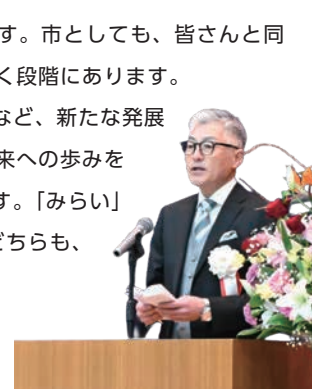 す。市としても、皆さんと同
く段階にあります。
など、新たな発展
来への歩みを
す。「みらい」
どちらも、